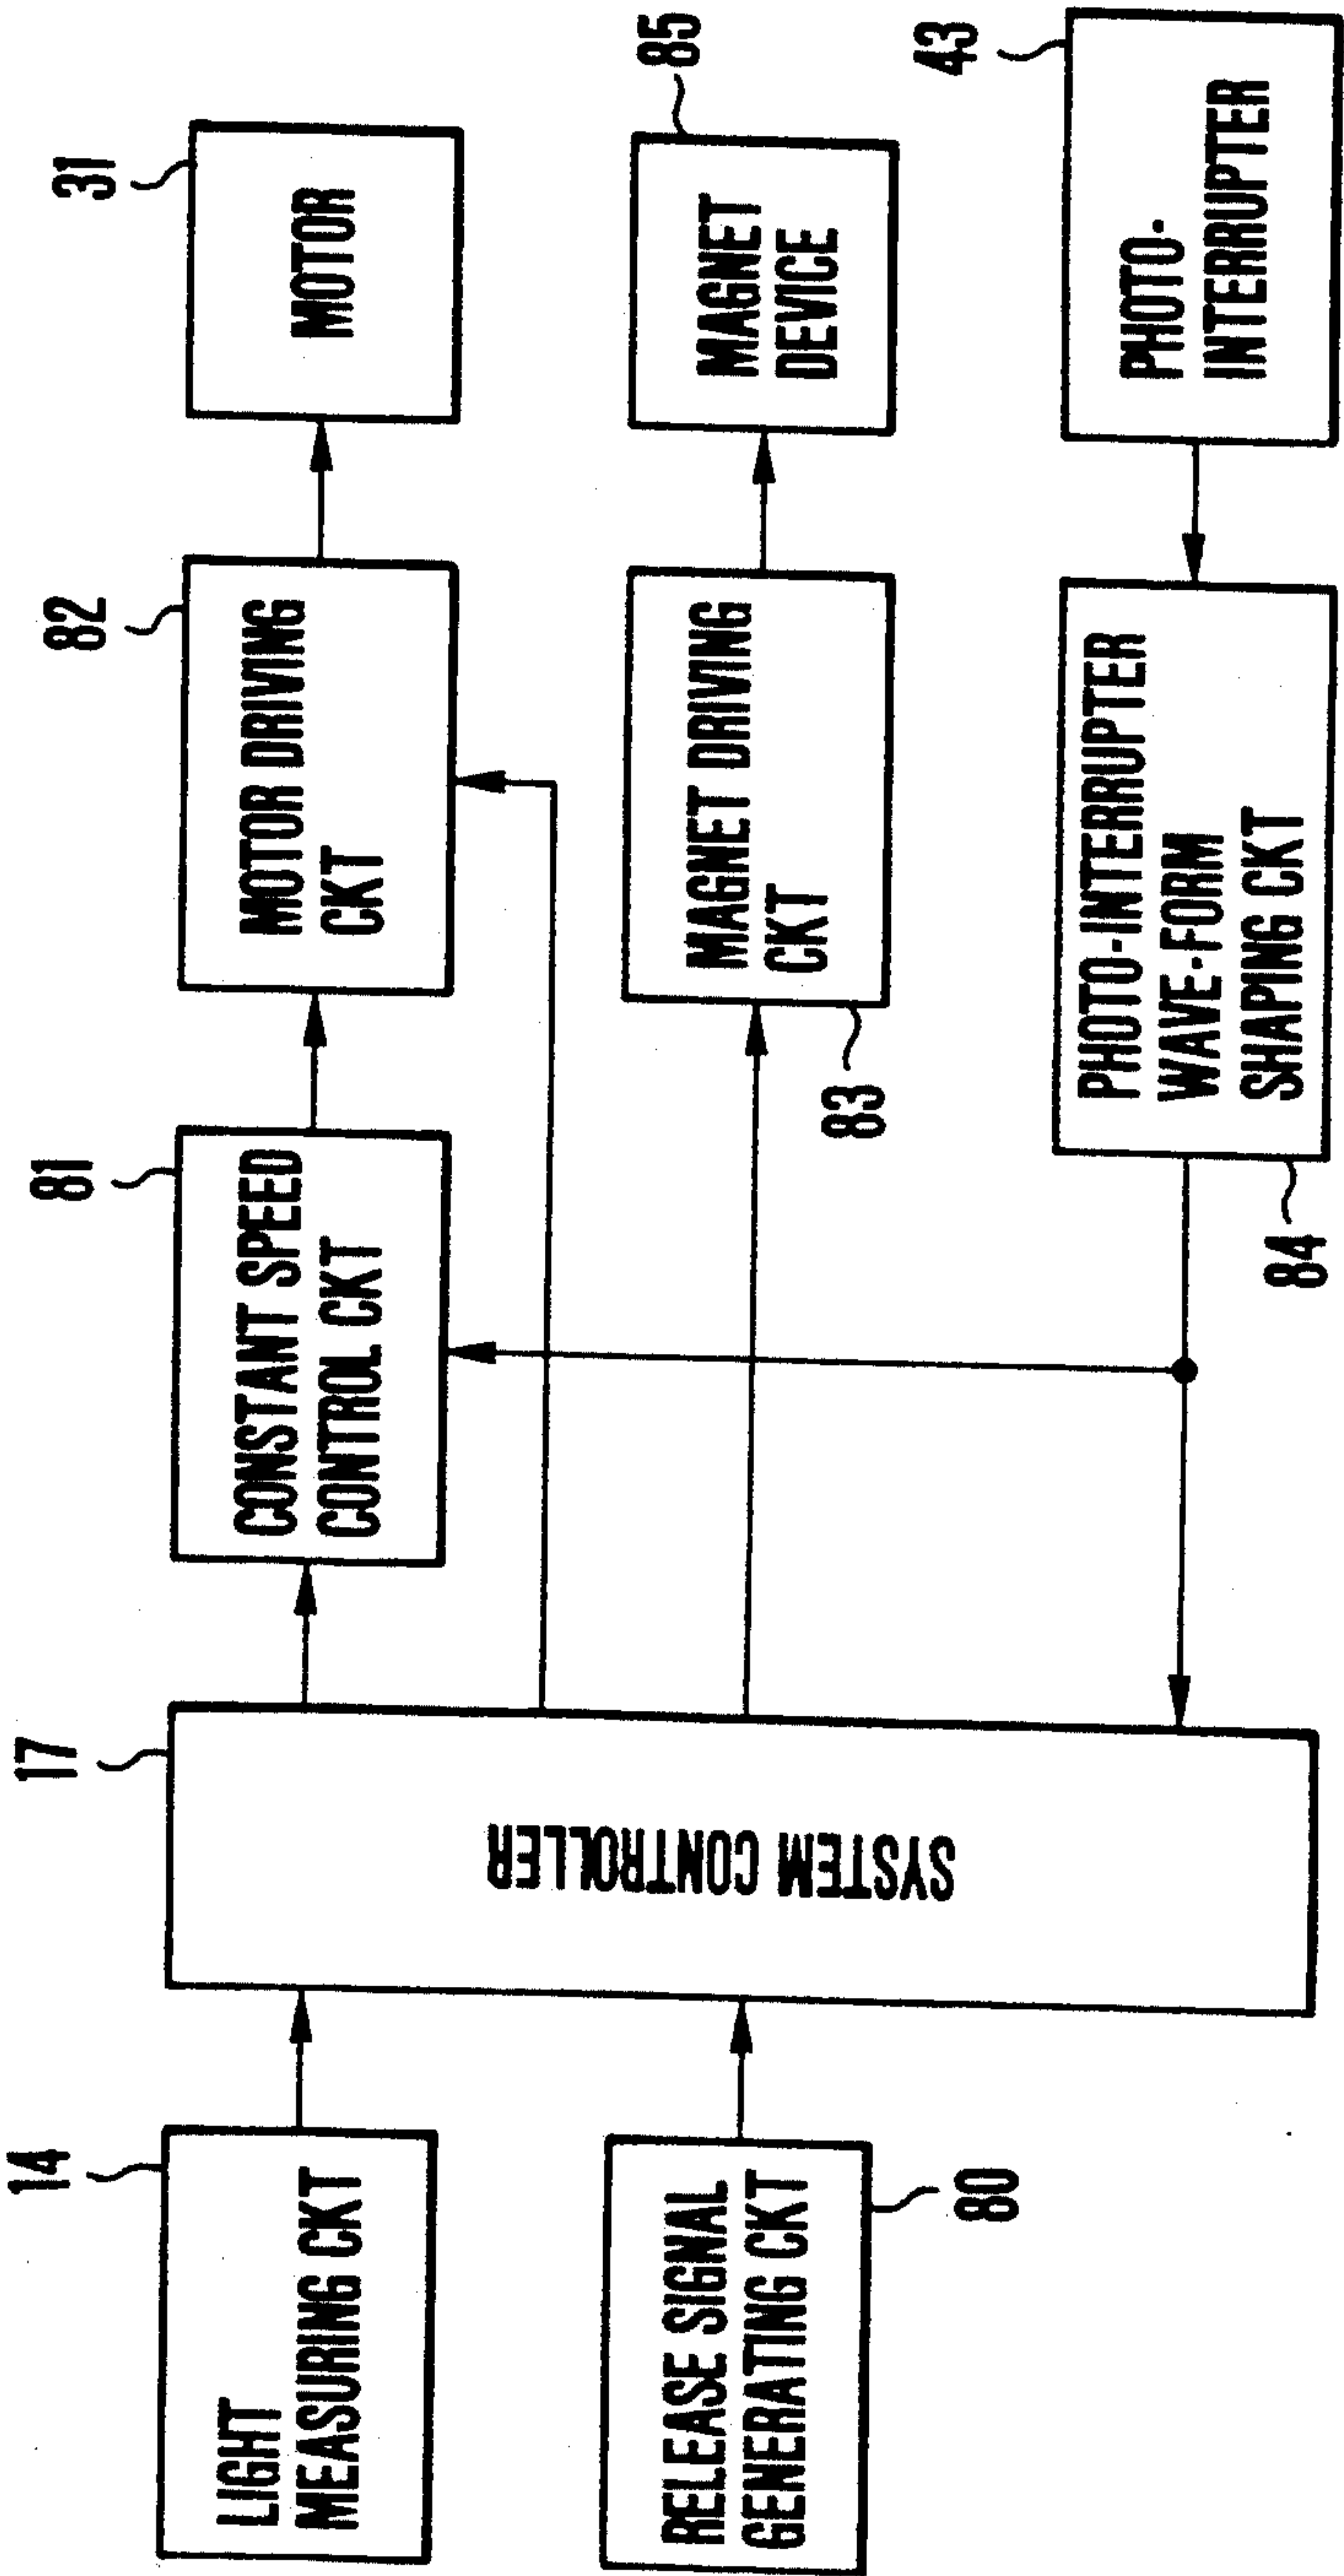 14
LIGHT
MEASURING CKT
RELEASE SIGNAL
GENERATING CKT
80
17
SYSTEM CONTROLLER
81
CONSTANT SPEED
CONTROL CKT
82
MOTOR DRIVING
CKT
31
MOTOR
MAGNET DRIVING
CKT
83
85
MAGNET
DEVICE
PHOTO-INTERRUPTER
WAVE-FORM
SHAPING CKT
84
43
PHOTO-
INTERRUPTER